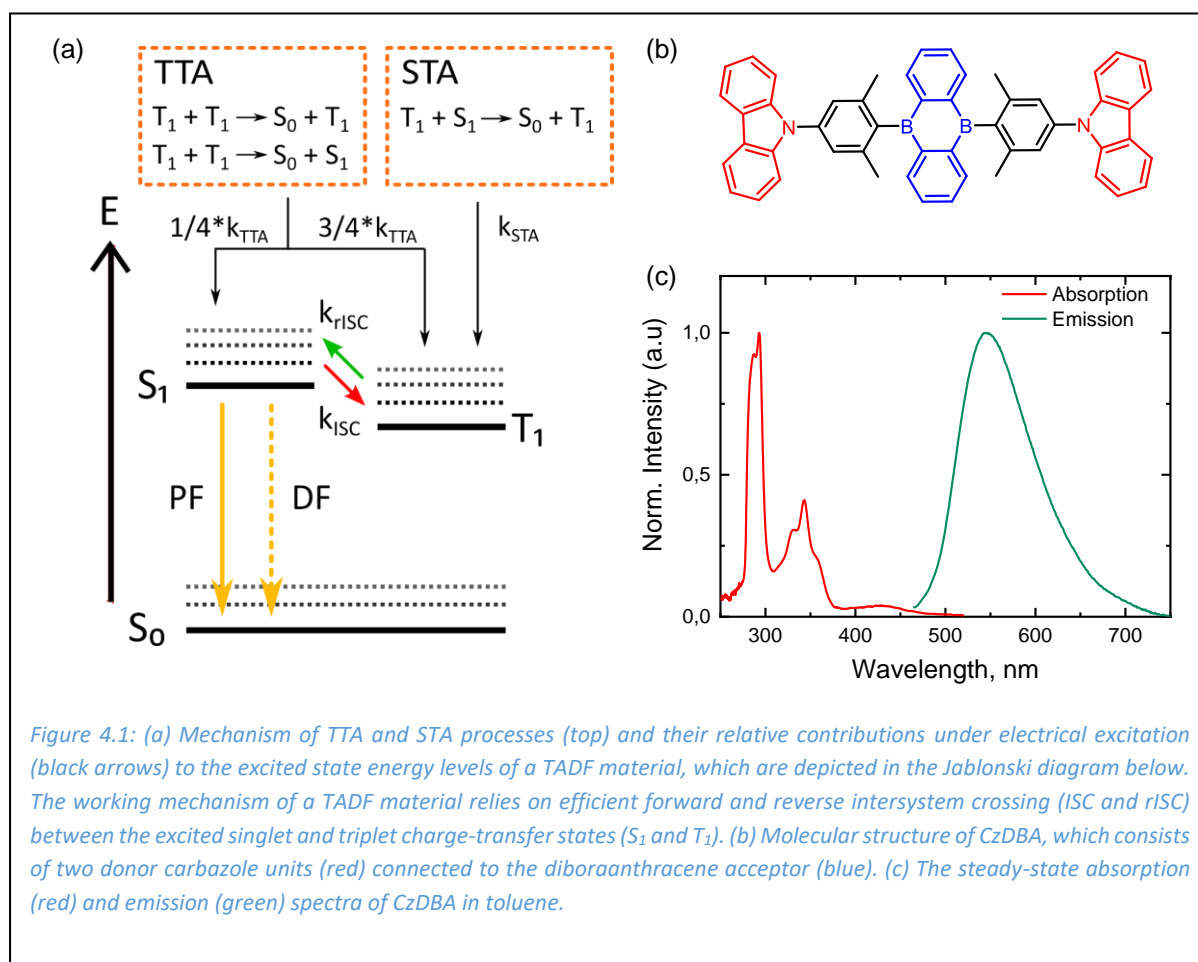 (a)
TTA
T₁ + T₁ → S₀ + T₁
T₁ + T₁ → S₀ + S₁
STA
T₁ + S₁ → S₀ + T₁
E
1/4*k_TTA
3/4*k_TTA
k_STA
k_rISC
S₁
k_ISC
T₁
PF
DF
S₀
(b)
N
B
B
N
(c)
Absorption
Emission
Norm. Intensity (a.u)
1,0
0,5
0,0
300
400
500
600
700
Wavelength, nm
Figure 4.1: (a) Mechanism of TTA and STA processes (top) and their relative contributions under electrical excitation
(black arrows) to the excited state energy levels of a TADF material, which are depicted in the Jablonski diagram below.
The working mechanism of a TADF material relies on efficient forward and reverse intersystem crossing (ISC and rISC)
between the excited singlet and triplet charge-transfer states (S₁ and T₁). (b) Molecular structure of CzDBA, which consists
of two donor carbazole units (red) connected to the diboraanthracene acceptor (blue). (c) The steady-state absorption
(red) and emission (green) spectra of CzDBA in toluene.